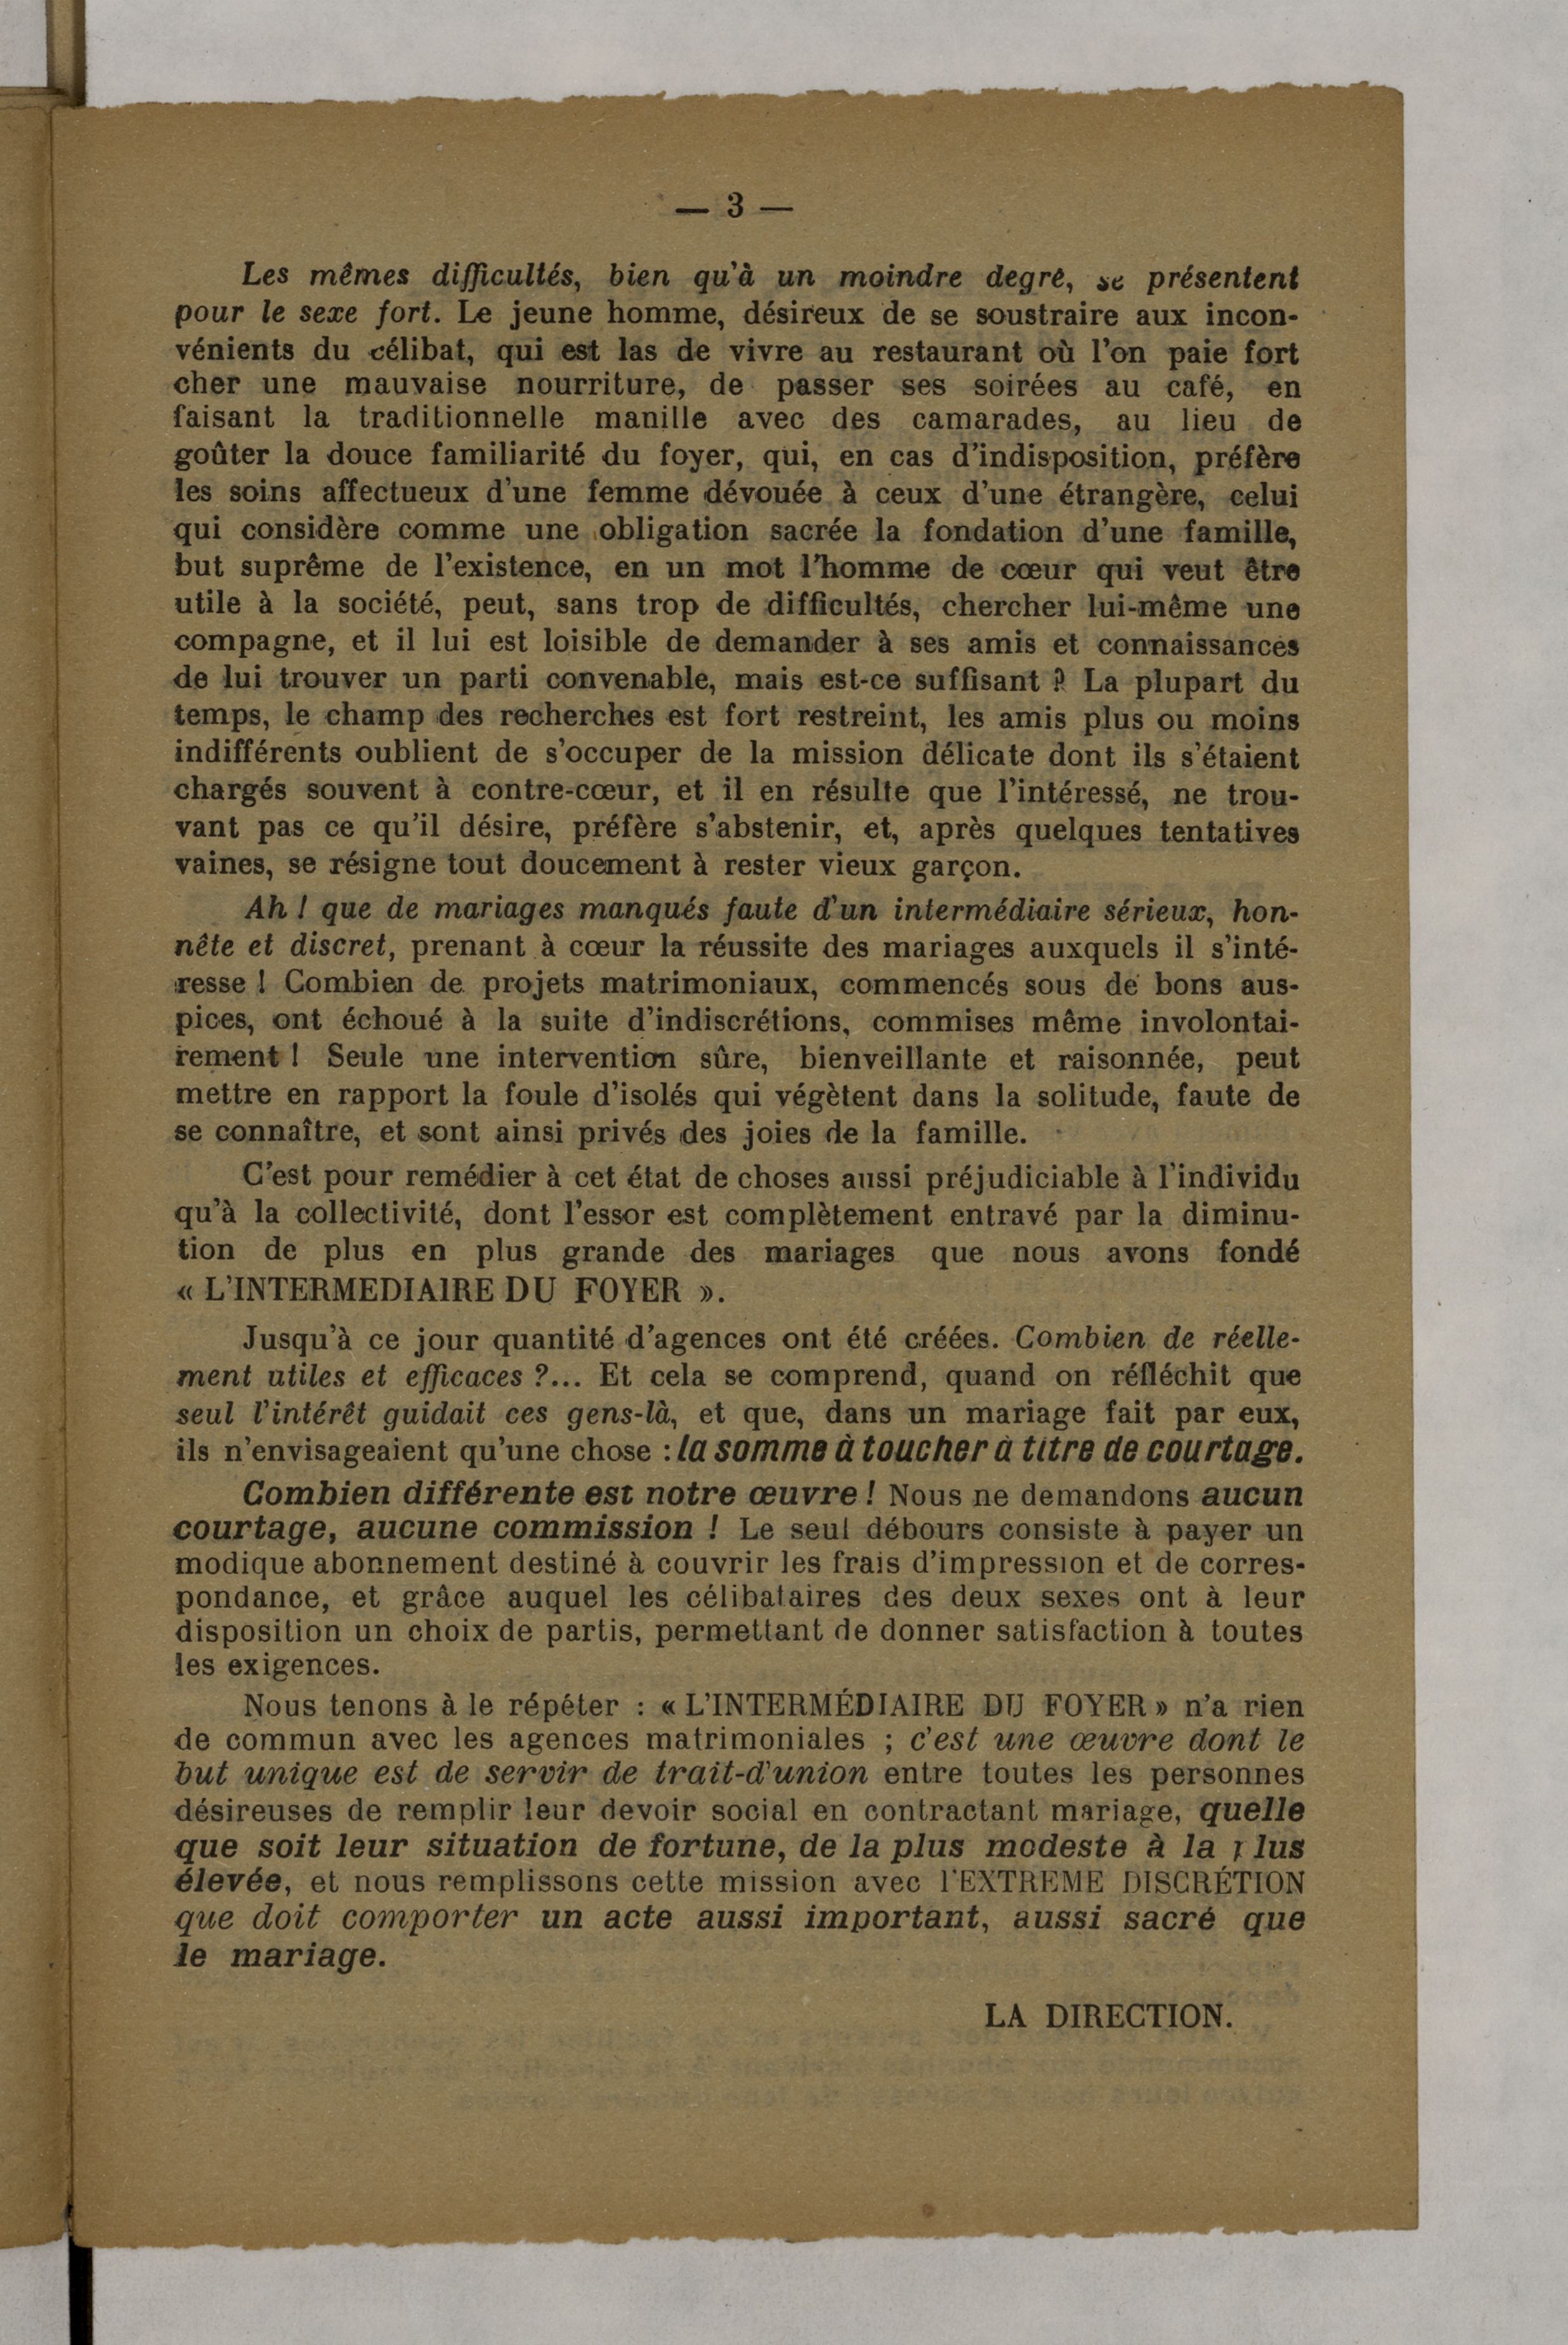 — 3 —
Les mêmes difficultés, bien qu'à un moindre degré, se présentent
pour le sexe fort. Le jeune homme, désireux de se soustraire aux incon-
vénients du célibat, qui est las de vivre au restaurant où l'on paie fort
cher une mauvaise nourriture, de passer ses soirées au café, en
faisant la traditionnelle manille avec des camarades, au lieu de
goûter la douce familiarité du foyer, qui, en cas d'indisposition, préfère
les soins affectueux d'une femme dévouée à ceux d'une étrangère, celui
qui considère comme une obligation sacrée la fondation d'une famille,
but suprême de l'existence, en un mot l'homme de cœur qui veut être
utile à la société, peut, sans trop de difficultés, chercher lui-même une
compagne, et il lui est loisible de demander à ses amis et connaissances
de lui trouver un parti convenable, mais est-ce suffisant ? La plupart du
temps, le champ des recherches est fort restreint, les amis plus ou moins
indifférents oublient de s'occuper de la mission délicate dont ils s'étaient
chargés souvent à contre-cœur, et il en résulte que l'intéressé, ne trou-
vant pas ce qu'il désire, préfère s'abstenir, et, après quelques tentatives
vaines, se résigne tout doucement à rester vieux garçon.
Ah ! que de mariages manqués faute d'un intermédiaire sérieux, hon-
nête et discret, prenant à cœur la réussite des mariages auxquels il s'inté-
resse ! Combien de projets matrimoniaux, commencés sous de bons aus-
pices, ont échoué à la suite d'indiscrétions, commises même involontai-
rement ! Seule une intervention sûre, bienveillante et raisonnée, peut
mettre en rapport la foule d'isolés qui végètent dans la solitude, faute de
se connaître, et sont ainsi privés des joies de la famille.
C'est pour remédier à cet état de choses aussi préjudiciable à l'individu
qu'à la collectivité, dont l'essor est complètement entravé par la diminu-
tion de plus en plus grande des mariages que nous avons fondé
« L'INTERMEDIAIRE DU FOYER ».
Jusqu'à ce jour quantité d'agences ont été créées. Combien de réelle-
ment utiles et efficaces ?... Et cela se comprend, quand on réfléchit que
seul l'intérêt guidait ces gens-là, et que, dans un mariage fait par eux,
ils n'envisageaient qu'une chose : la somme à toucher à titre de courtage.
Combien différente est notre œuvre ! Nous ne demandons aucun
courtage, aucune commission ! Le seul débours consiste à payer un
modique abonnement destiné à couvrir les frais d'impression et de corres-
pondance, et grâce auquel les célibataires des deux sexes ont à leur
disposition un choix de partis, permettant de donner satisfaction à toutes
les exigences.
Nous tenons à le répéter : « L'INTERMÉDIAIRE DU FOYER » n'a rien
de commun avec les agences matrimoniales ; c'est une œuvre dont le
but unique est de servir de trait-d'union entre toutes les personnes
désireuses de remplir leur devoir social en contractant mariage, quelle
que soit leur situation de fortune, de la plus modeste à la plus
élevée, et nous remplissons cette mission avec l'EXTREME DISCRÉTION
que doit comporter un acte aussi important, aussi sacré que
le mariage.
LA DIRECTION.